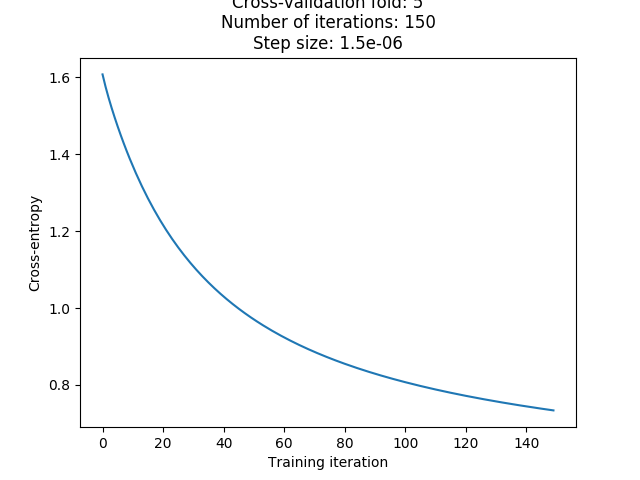 Cross-validation fold: 5
Number of iterations: 150
Step size: 1.5e-06
1.6
1.4
1.2
1.0
0.8
Cross-entropy
0 20 40 60 80 100 120 140
Training iteration